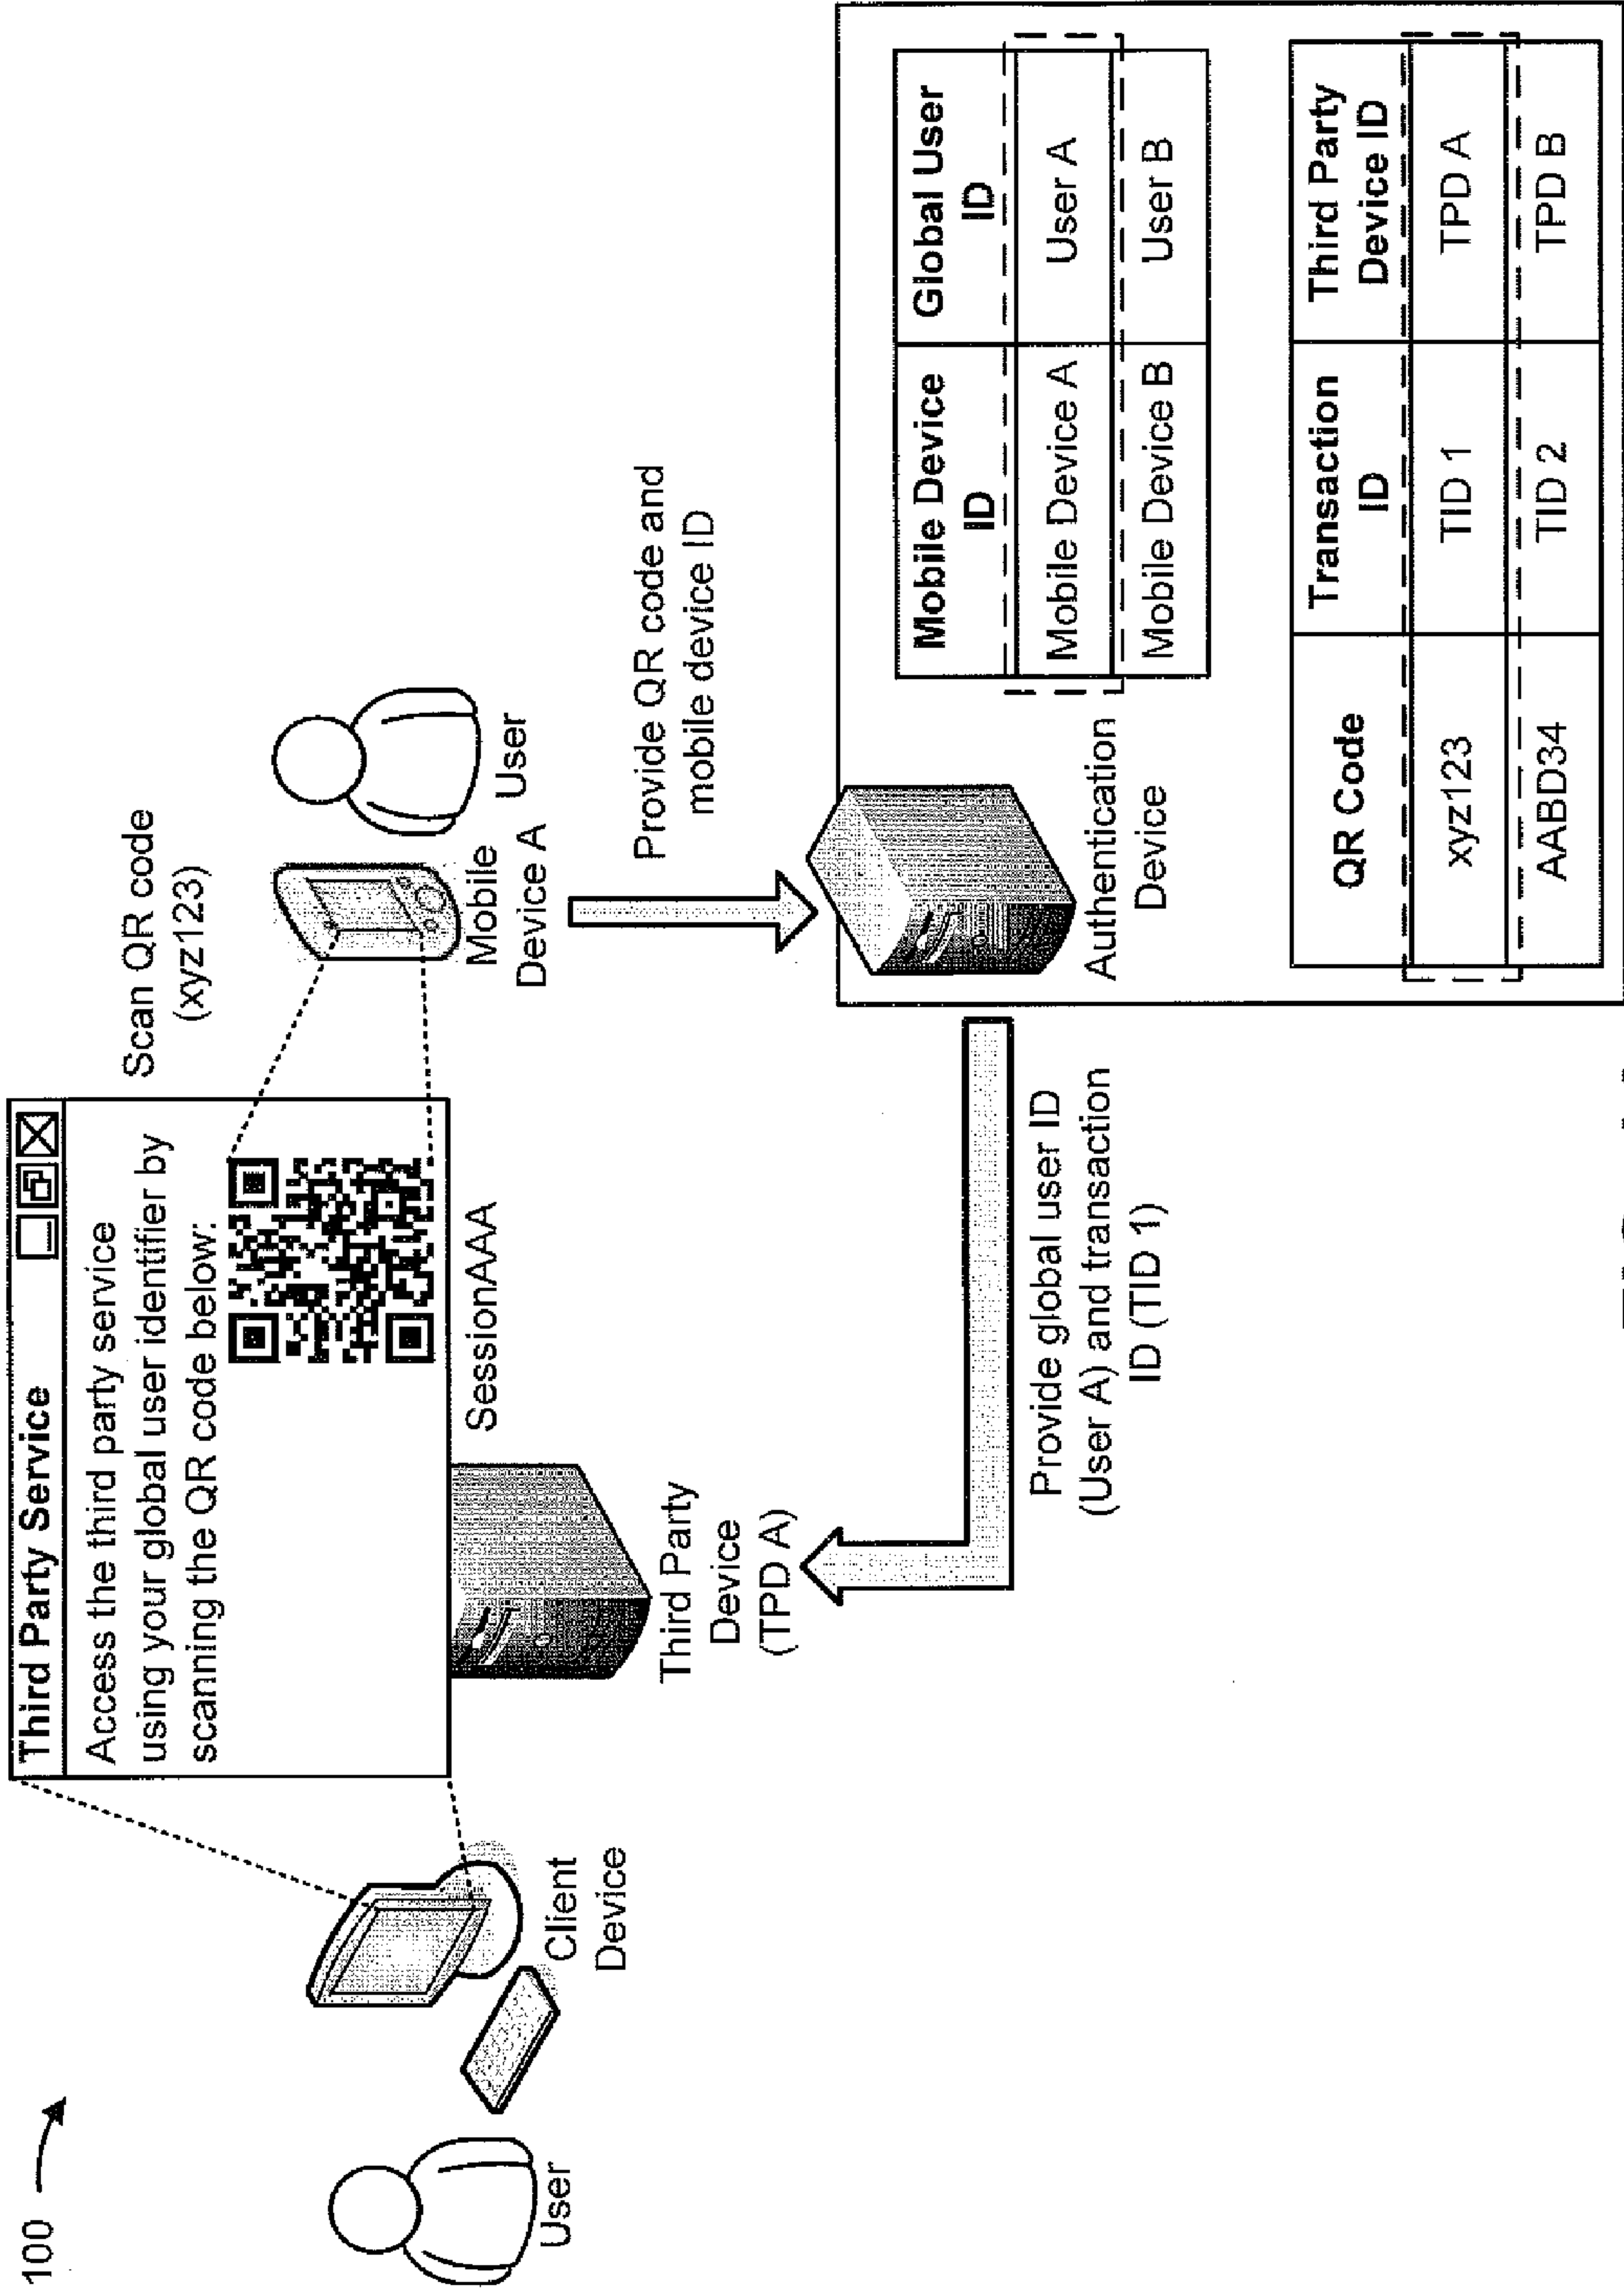 100
Third Party Service
Access the third party service
using your global user identifier by
scanning the QR code below:
Scan QR code
(xyz123)
User
Client
Device
SessionAAA
Third Party
Device
(TPD A)
Mobile
Device A
User
Provide QR code and
mobile device ID
Provide global user ID
(User A) and transaction
ID (TID 1)
Authentication
Device
Mobile Device
ID
Global User
ID
Mobile Device A
User A
Mobile Device B
User B
QR Code
Transaction
ID
Third Party
Device ID
xyz123
TID 1
TPD A
AABD34
TID 2
TPD B